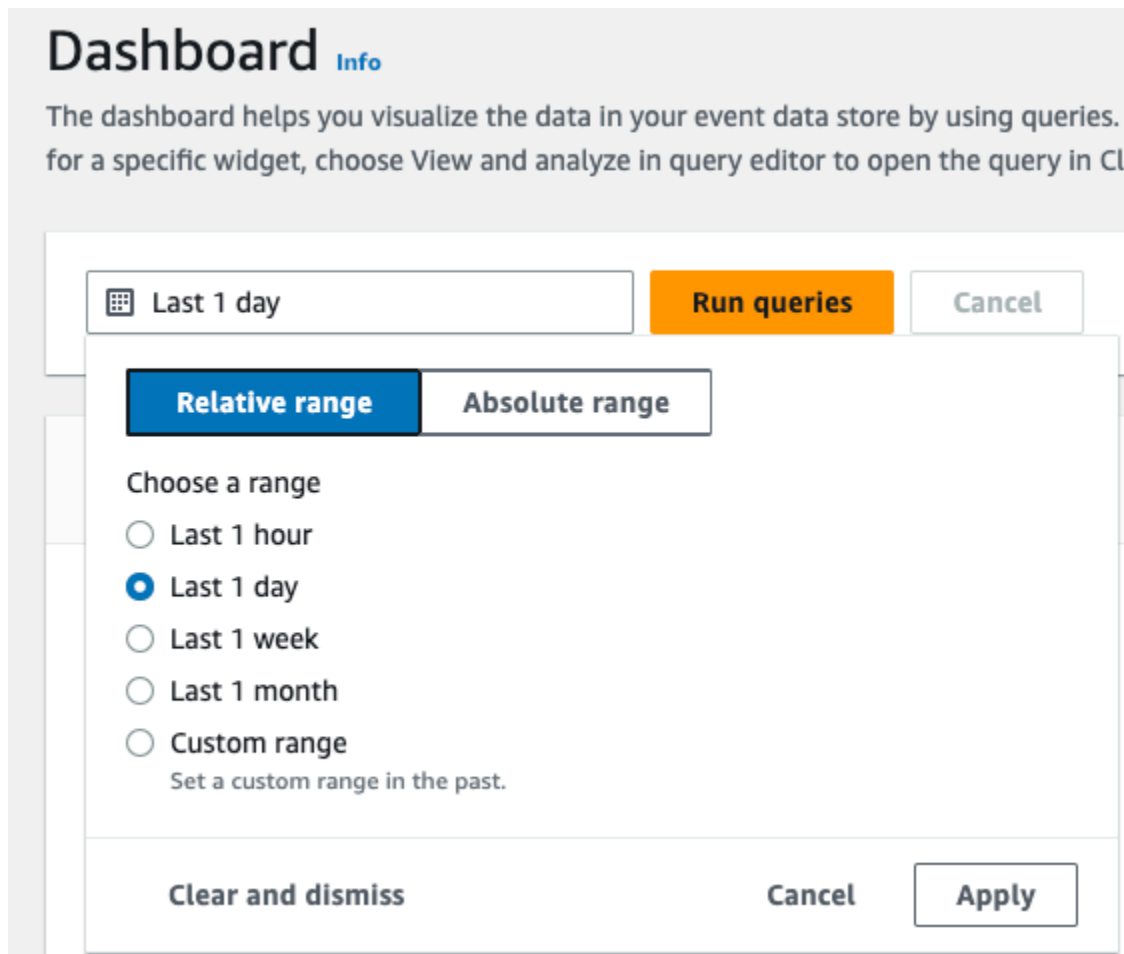 Dashboard Info
The dashboard helps you visualize the data in your event data store by using queries.
for a specific widget, choose View and analyze in query editor to open the query in Cl
Last 1 day Run queries Cancel
Relative range Absolute range
Choose a range
Last 1 hour
Last 1 day
Last 1 week
Last 1 month
Custom range
Set a custom range in the past.
Clear and dismiss Cancel Apply